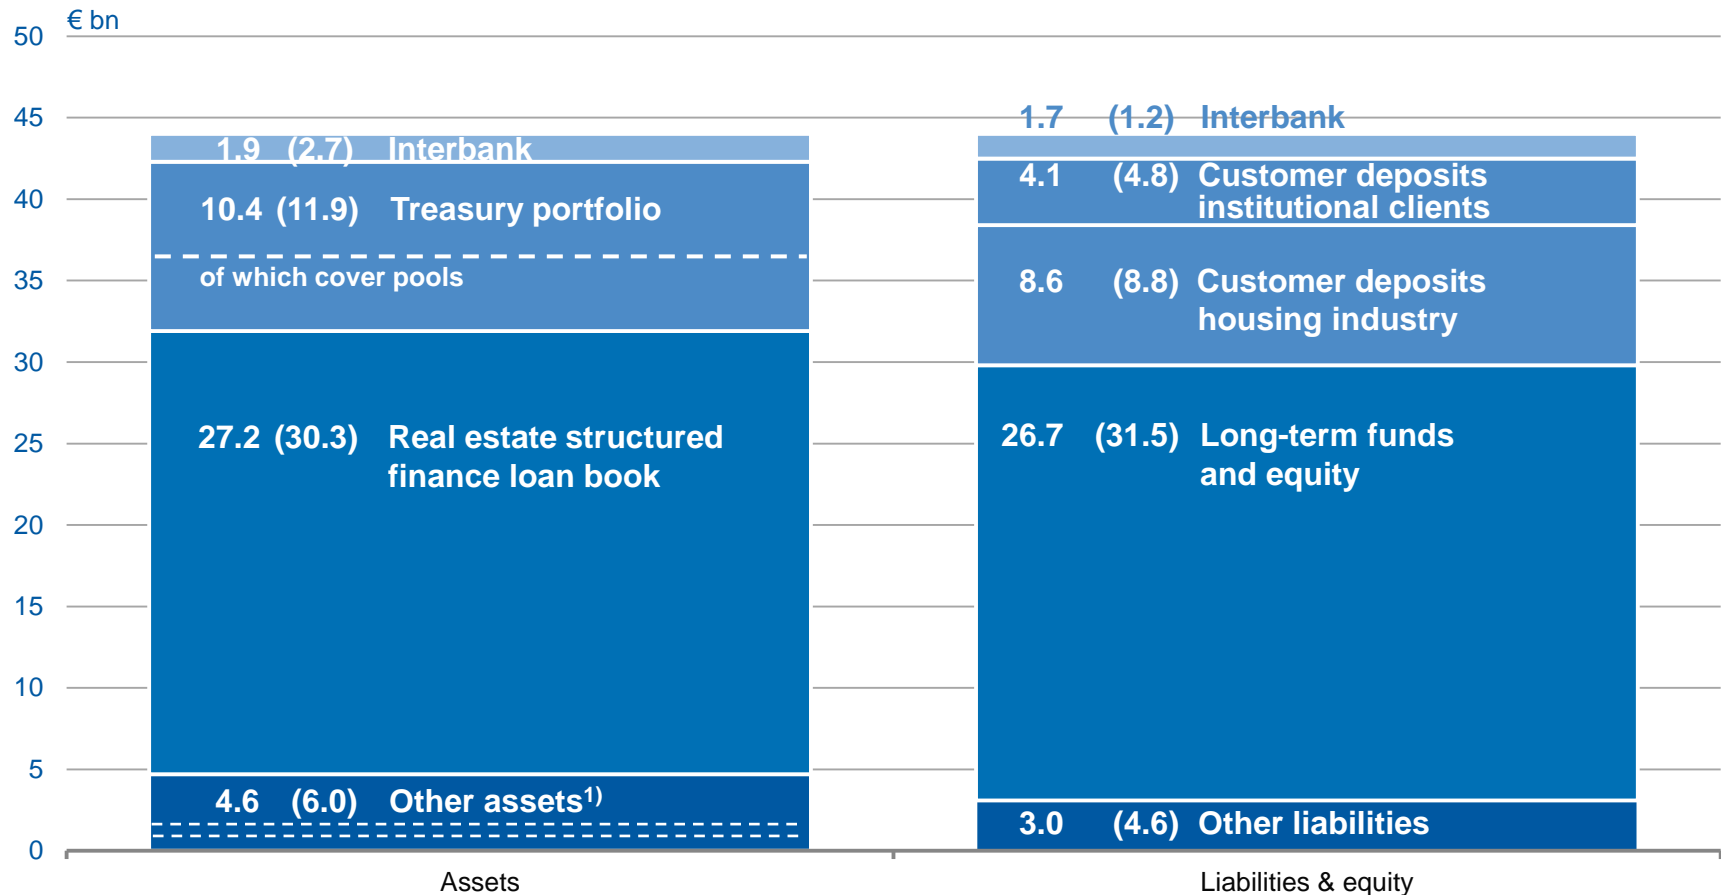 € bn
50
45
40
35
30
25
20
15
10
5
0
1.9 (2.7) Interbank
10.4 (11.9) Treasury portfolio
of which cover pools
27.2 (30.3) Real estate structured
finance loan book
4.6 (6.0) Other assets1)
Assets
1.7 (1.2) Interbank
4.1 (4.8) Customer deposits
institutional clients
8.6 (8.8) Customer deposits
housing industry
26.7 (31.5) Long-term funds
and equity
3.0 (4.6) Other liabilities
Liabilities & equity